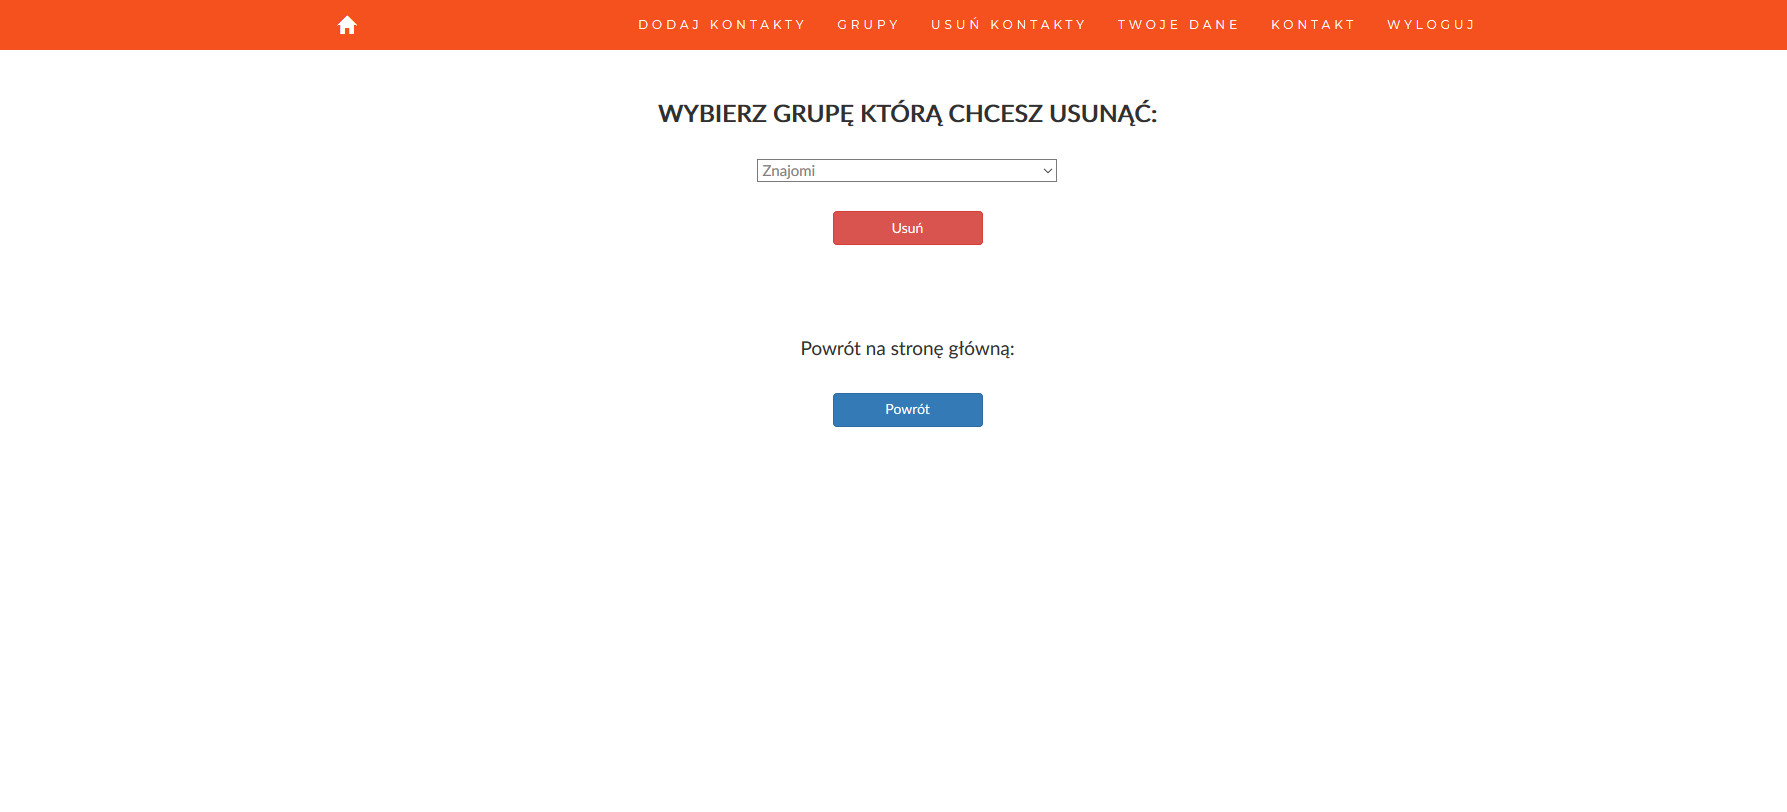 DODAJ KONTAKTY GRUPY USUŃ KONTAKTY TWOJE DANE KONTAKT WYLOGUJ
WYBIERZ GRUPĘ KTÓRĄ CHCESZ USUNĄĆ:
Znajomi
Usuń
Powrót na stronę główną:
Powrót